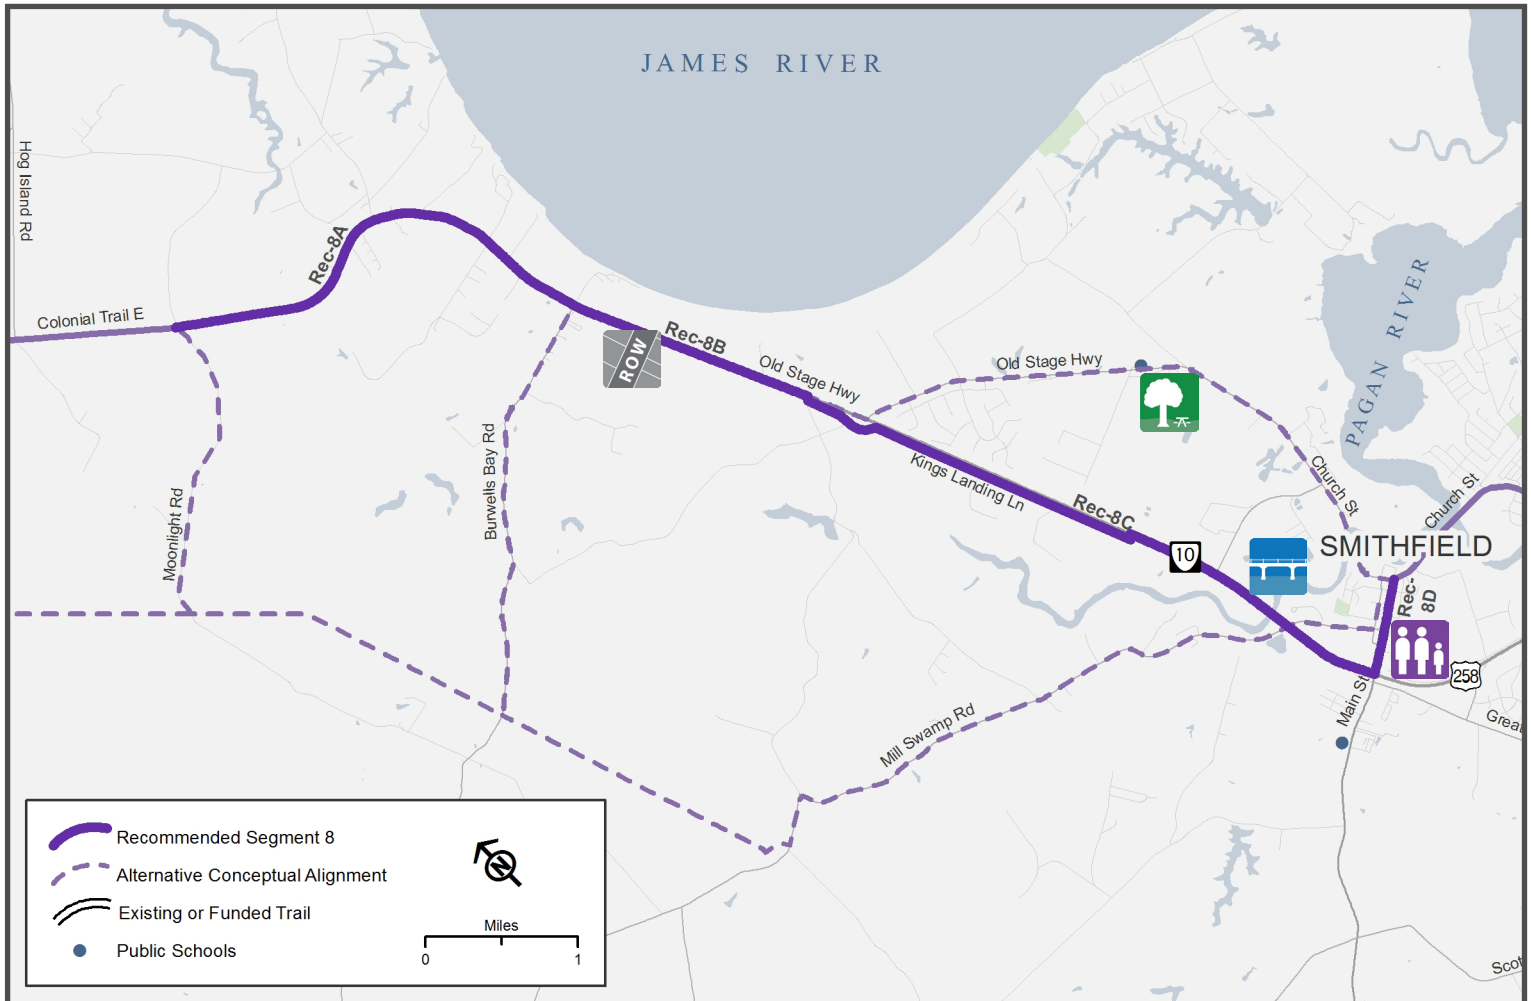 JAMES RIVER
Hog Island Rd
Rec-8A
Colonial Trail E
ROW
Rec-8B
Old Stage Hwy
Old Stage Hwy
PAGAN RIVER
Burwells Bay Rd
Moonlight Rd
Kings Landing Ln
Rec-8C
10
Church St
Church St
SMITHFIELD
Rec-
8D
258
Main St
Great
Mill Swamp Rd
Scot
Recommended Segment 8
Alternative Conceptual Alignment
Existing or Funded Trail
Public Schools
N
Miles
0 1